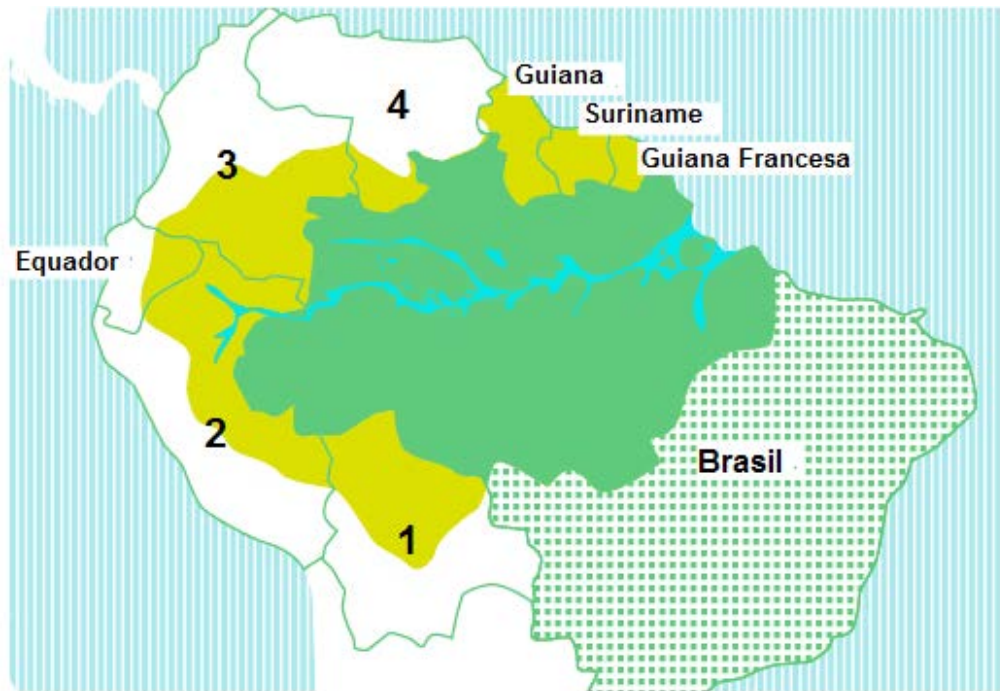 Guiana
4
Suriname
Guiana Francesa
3
Equador
2
Brasil
1